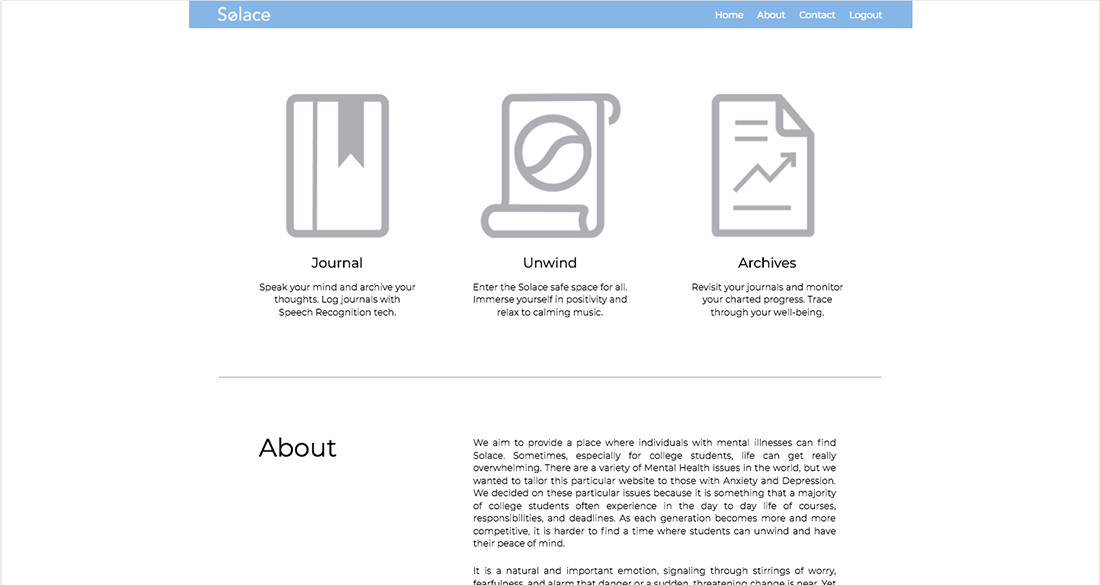 Sølace
Home About Contact Logout
Journal
Speak your mind and archive your
thoughts. Log journals with
Speech Recognition tech.
Unwind
Enter the Solace safe space for all.
Immerse yourself in positivity and
relax to calming music.
Archives
Revisit your journals and monitor
your charted progress. Trace
through your well-being.
About
We aim to provide a place where individuals with mental illnesses can find
Solace. Sometimes, especially for college students, life can get really
overwhelming. There are a variety of Mental Health issues in the world, but we
wanted to tailor this particular website to those with Anxiety and Depression.
We decided on these particular issues because it is something that a majority
of college students often experience in the day to day life of courses,
responsibilities, and deadlines. As each generation becomes more and more
competitive, it is harder to find a time where students can unwind and have
their peace of mind.
It is a natural and important emotion, signaling through stirrings of worry,
fearfulness, and alarm that danger or a sudden, threatening change is near. Yet